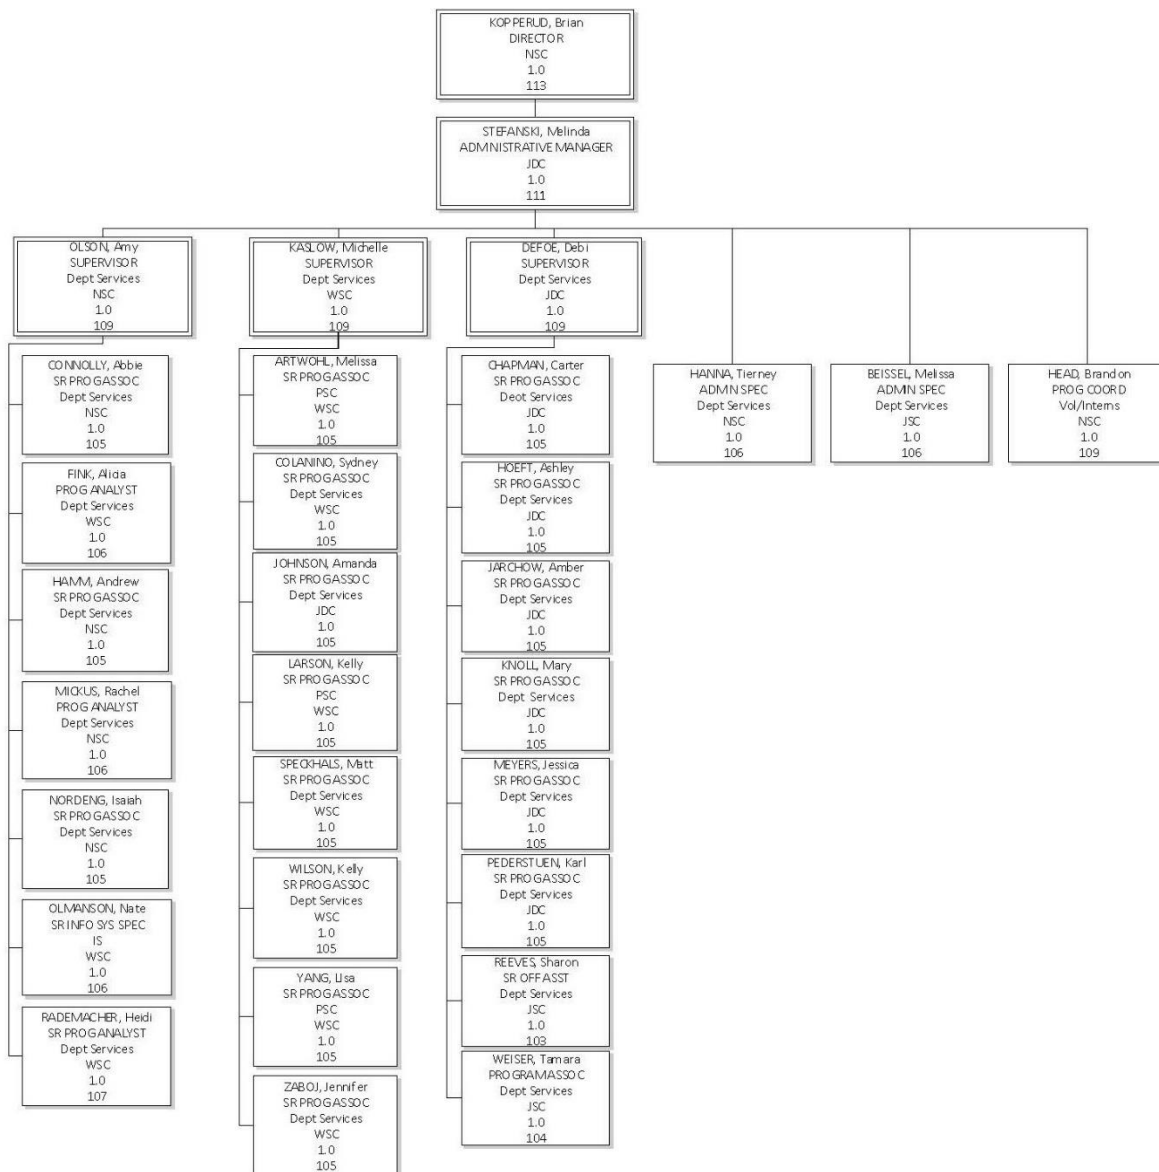 KOPPERUD, Brian
DIRECTOR
NSC
1.0
113
STEFANSKI, Melinda
ADMNISTRATIVE MANAGER
JDC
1.0
111
OLSON, Amy
SUPERVISOR
Dept Services
NSC
1.0
109
CONNOLLY, Abbie
SR PROG ASSOC
Dept Services
NSC
1.0
105
FINK, Alicia
PROG ANALYST
Dept Services
WSC
1.0
106
HAMM, Andrew
SR PROG ASSOC
Dept Services
NSC
1.0
105
MICKUS, Rachel
PROG ANALYST
Dept Services
NSC
1.0
106
NORDENG, Isaiah
SR PROG ASSOC
Dept Services
NSC
1.0
105
OLMANSON, Nate
SR INFO SYS SPEC
IS
WSC
1.0
106
RADEMACHER, Heidi
SR PROG ANALYST
Dept Services
WSC
1.0
107
KASLOW, Michelle
SUPERVISOR
Dept Services
WSC
1.0
109
ARTWOHL, Melissa
SR PROG ASSOC
PSC
WSC
1.0
105
COLANINO, Sydney
SR PROG ASSOC
Dept Services
WSC
1.0
105
JOHNSON, Amanda
SR PROG ASSOC
Dept Services
JDC
1.0
105
LARSON, Kelly
SR PROG ASSOC
PSC
WSC
1.0
105
SPECKHALS, Matt
SR PROG ASSOC
Dept Services
WSC
1.0
105
WILSON, Kelly
SR PROG ASSOC
Dept Services
WSC
1.0
105
YANG, LIsa
SR PROG ASSOC
PSC
WSC
1.0
105
ZABOJ, Jennifer
SR PROG ASSOC
Dept Services
WSC
1.0
105
DEFOE, Debi
SUPERVISOR
Dept Services
JDC
1.0
109
CHAPMAN, Carter
SR PROG ASSOC
Dept Services
JDC
1.0
105
HOEFT, Ashley
SR PROG ASSOC
Dept Services
JDC
1.0
105
JARCHOW, Amber
SR PROG ASSOC
Dept Services
JDC
1.0
105
KNOLL, Mary
SR PROG ASSOC
Dept Services
JDC
1.0
105
MEYERS, Jessica
SR PROG ASSOC
Dept Services
JDC
1.0
105
PEDERSTUEN, Karl
SR PROG ASSOC
Dept Services
JDC
1.0
105
REEVES, Sharon
SR OFF ASST
Dept Services
JSC
1.0
103
WEISER, Tamara
PROGRAM ASSOC
Dept Services
JSC
1.0
104
HANNA, Tierney
ADMIN SPEC
Dept Services
NSC
1.0
106
BEISSEL, Melissa
ADMIN SPEC
Dept Services
JSC
1.0
106
HEAD, Brandon
PROG COORD
Vol/Interns
NSC
1.0
109